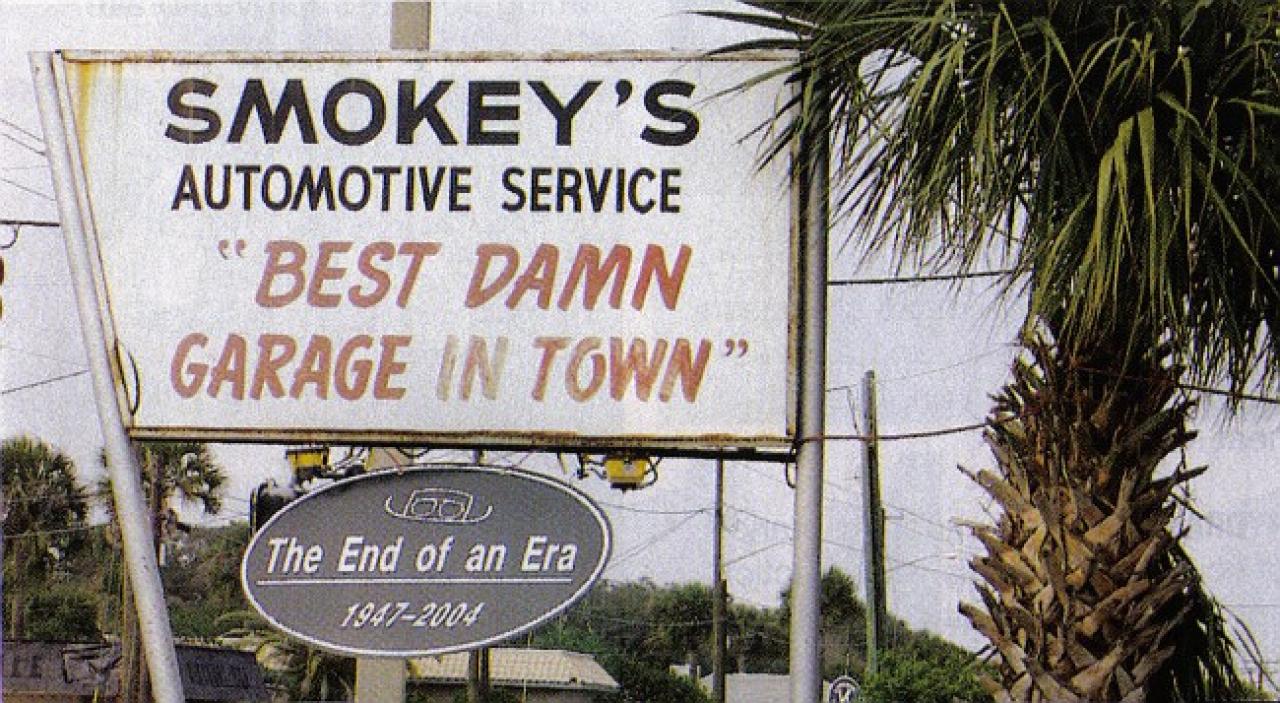 SMOKEY'S
AUTOMOTIVE SERVICE
"BEST DAMN
GARAGE IN TOWN"
The End of an Era
1947-2004